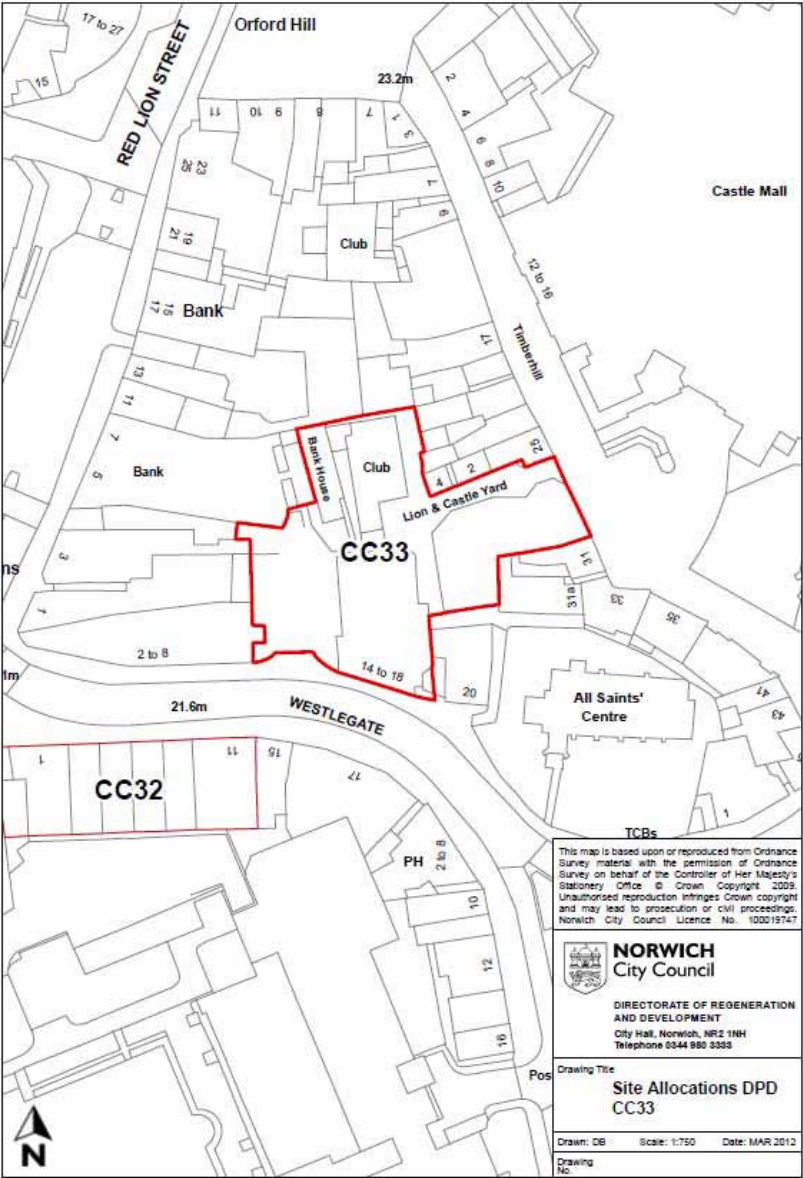 Orford Hill
17 to 27
15
RED LION STREET
23.2m
2
4
6
8
10
11
10
9
8
7
1
3
23
25
7
9
Castle Mall
19
21
Club
12 to 16
15
17
Bank
17
Timberhill
13
11
7
5
Bank
Bank House
Club
25
4
2
Lion & Castle Yard
CC33
3
ns
1
31
31a
33
35
2 to 8
14 to 18
20
1m
21.6m
WESTLEGATE
All Saints'
Centre
41
43
1
11
15
17
CC32
1
TCBs
PH
2 to 8
10
12
16
Pos
This map is based upon or reproduced from Ordnance
Survey material with the permission of Ordnance
Survey on behalf of the Controller of Her Majesty's
Stationery Office © Crown Copyright 2009.
Unauthorised reproduction infringes Crown copyright
and may lead to prosecution or civil proceedings.
Norwich City Council Licence No. 100019747
NORWICH
City Council
DIRECTORATE OF REGENERATION
AND DEVELOPMENT
City Hall, Norwich, NR2 1NH
Telephone 0344 980 3333
Drawing Title
Site Allocations DPD
CC33
Drawn: DB Scale: 1:750 Date: MAR 2012
Drawing
No.
N